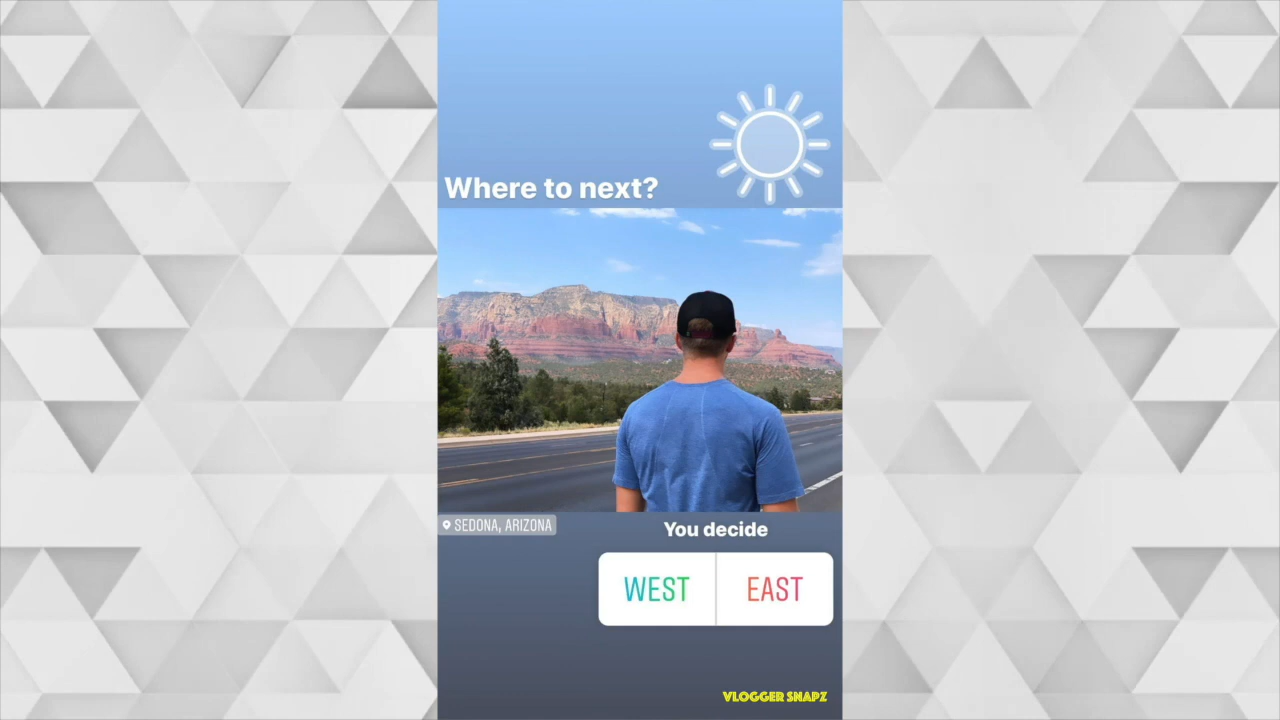 Where to next?
SEDONA, ARIZONA
You decide
WEST
EAST
VLOGGER SNAPZ